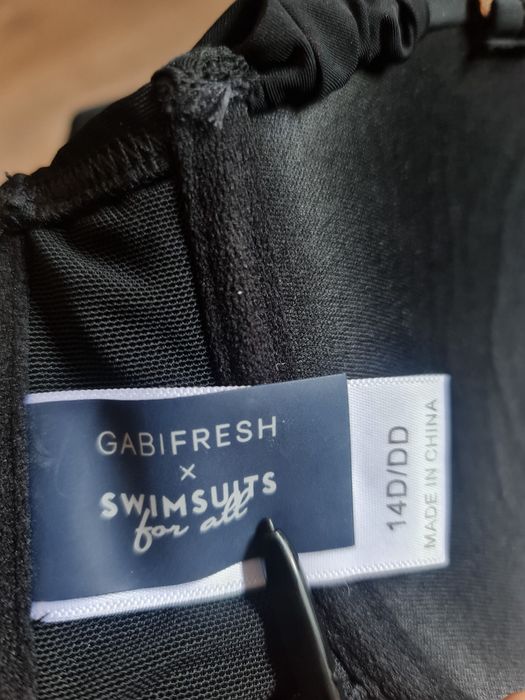 GABIFRESH
×
SWIMSUITS
for all
14D/DD
MADE IN CHINA